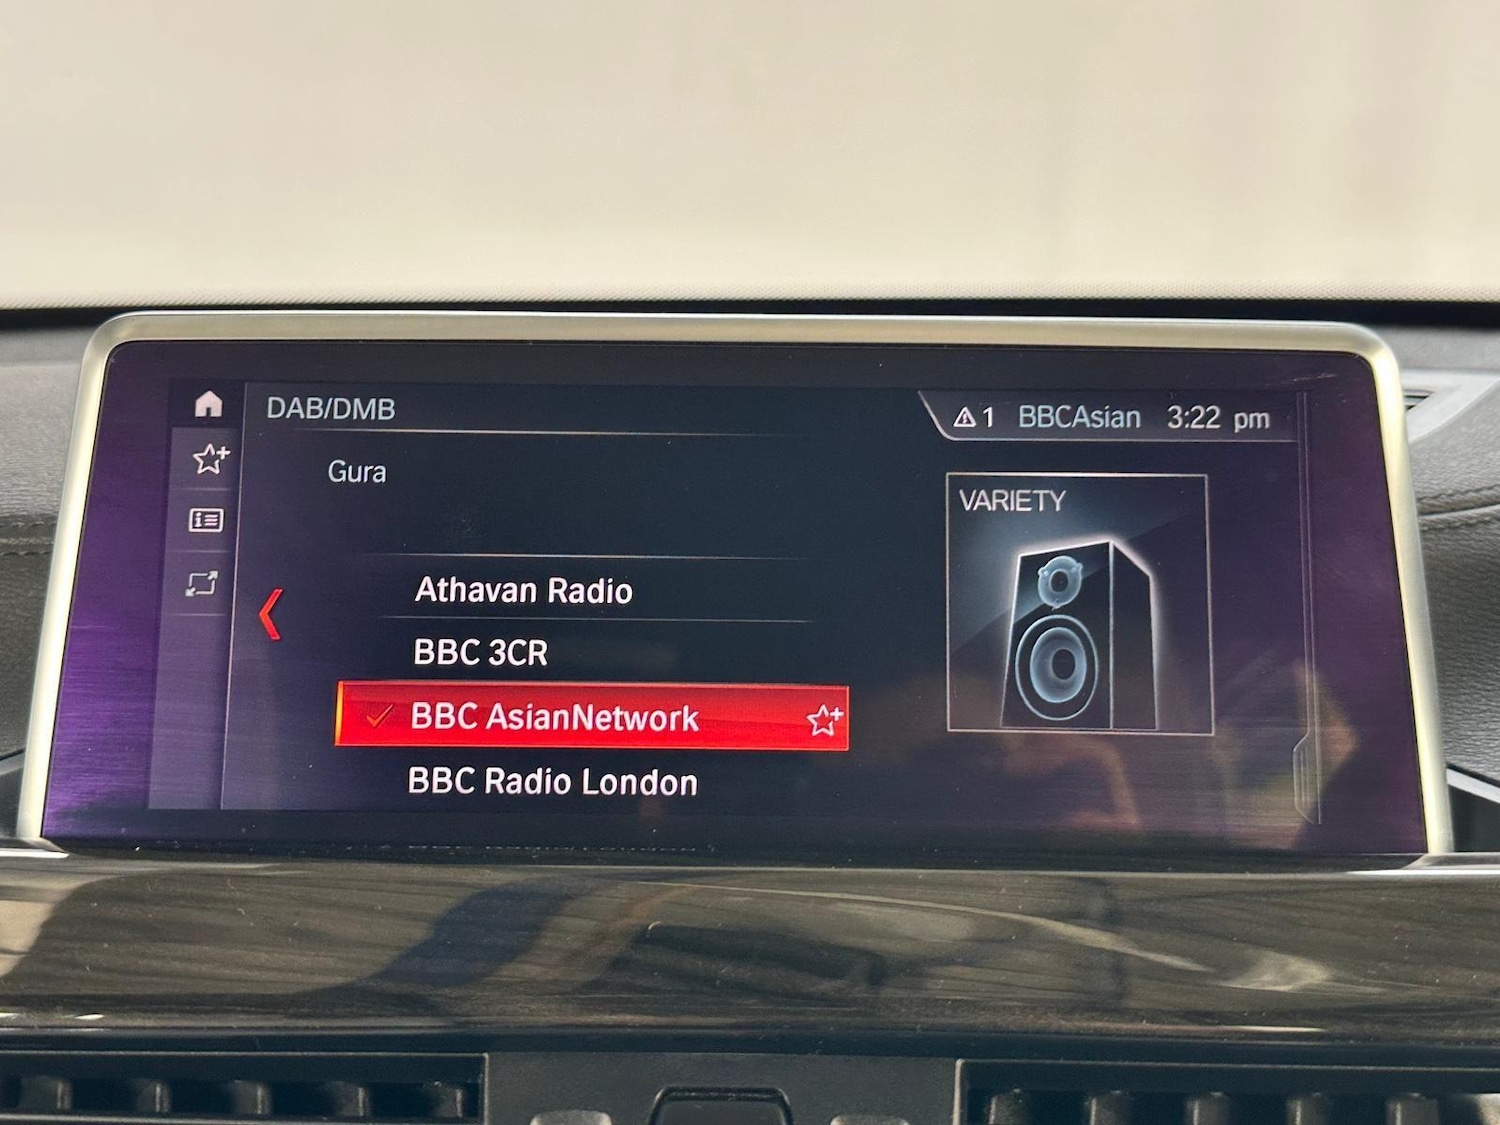 DAB/DMB
1 BBCAsian 3:22 pm
Gura
VARIETY
Athavan Radio
BBC 3CR
BBC AsianNetwork
BBC Radio London